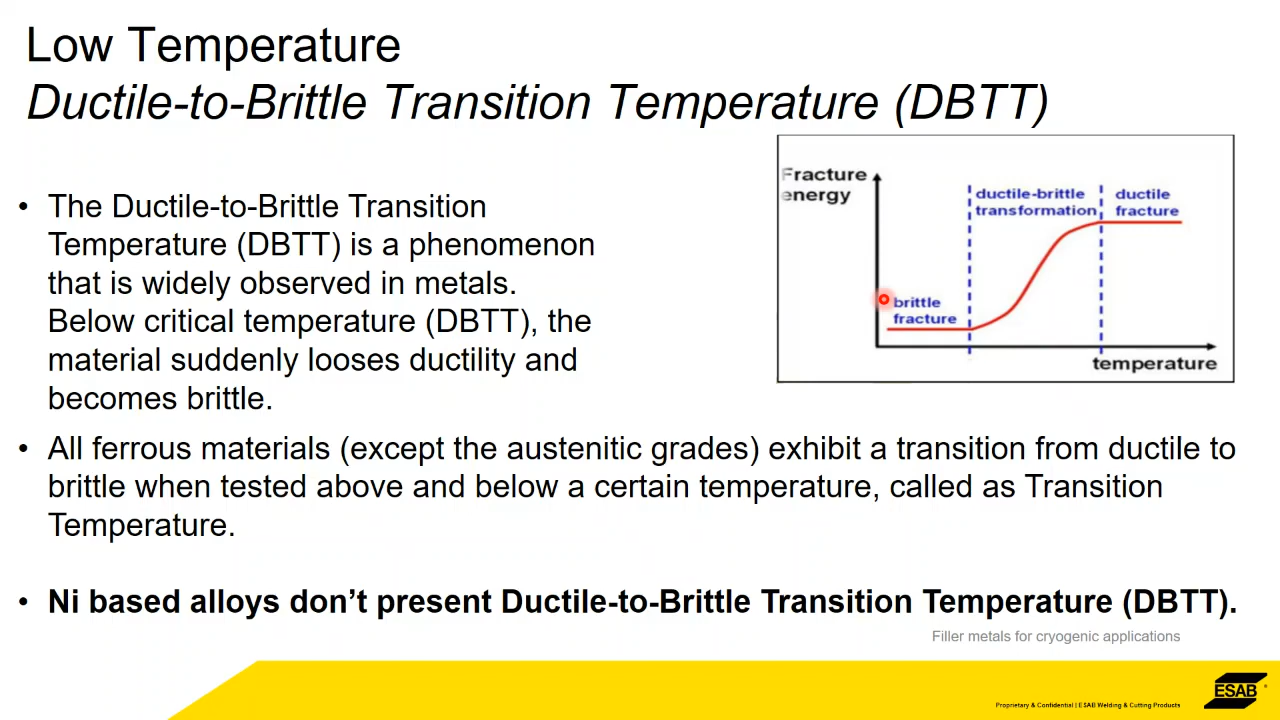 Low Temperature
Ductile-to-Brittle Transition Temperature (DBTT)
• The Ductile-to-Brittle Transition
Temperature (DBTT) is a phenomenon
that is widely observed in metals.
Below critical temperature (DBTT), the
material suddenly looses ductility and
becomes brittle.
Fracture
energy
ductile-brittle
transformation
ductile
fracture
brittle
fracture
temperature
• All ferrous materials (except the austenitic grades) exhibit a transition from ductile to
brittle when tested above and below a certain temperature, called as Transition
Temperature.
• Ni based alloys don’t present Ductile-to-Brittle Transition Temperature (DBTT).
Filler metals for cryogenic applications
Proprietary & Confidential | ESAB Welding & Cutting Products
ESAB